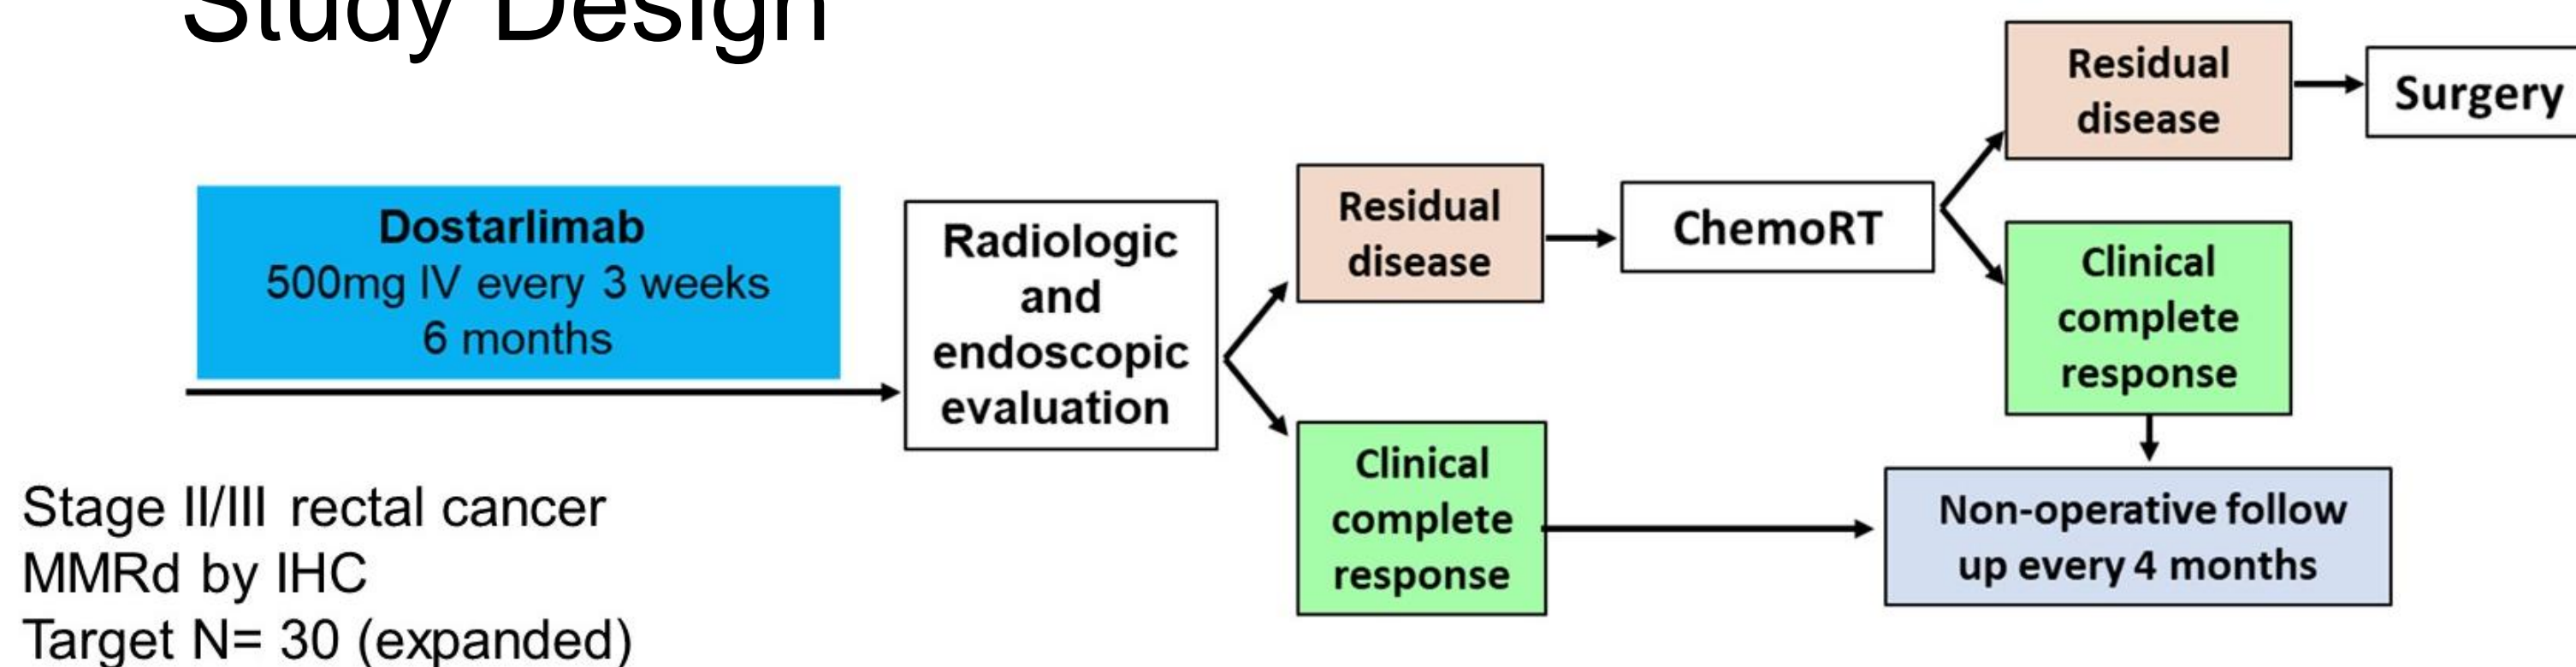 Study Design
Dostarlimab
500mg IV every 3 weeks
6 months
Radiologic
and
endoscopic
evaluation
Residual
disease
ChemoRT
Residual
disease
Surgery
Clinical
complete
response
Clinical
complete
response
Non-operative follow
up every 4 months
Stage II/III rectal cancer
MMRd by IHC
Target N= 30 (expanded)